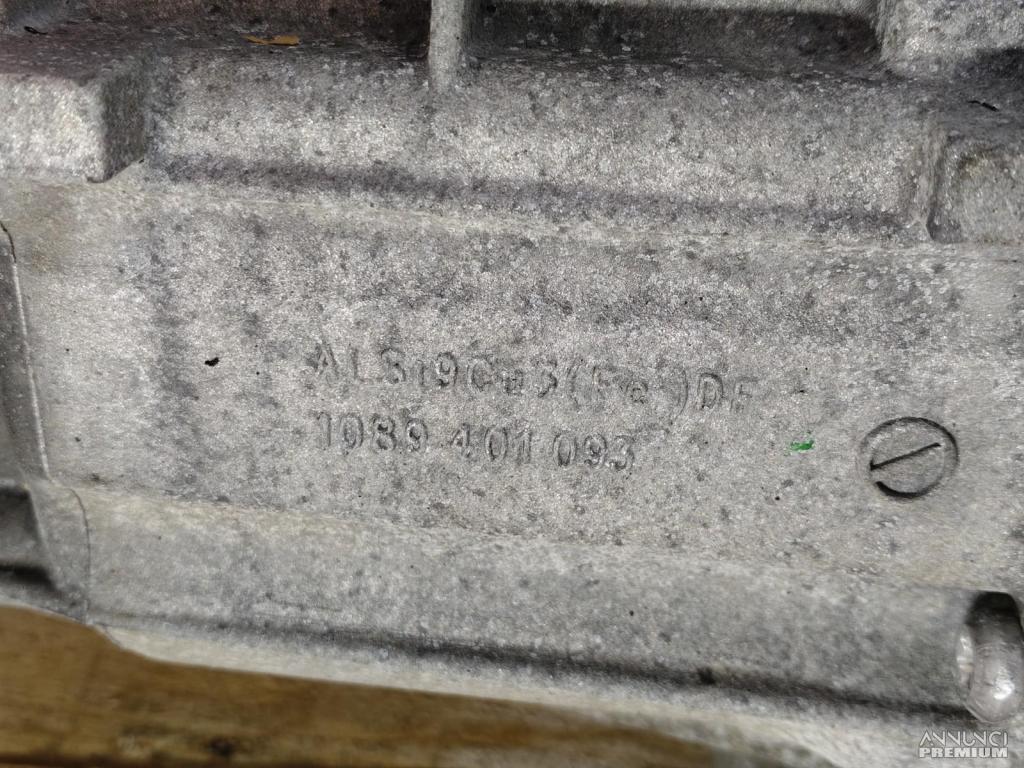 ALSi9Cu3(Fe)DF
1089 401 093
ANNUNCI
PREMIUM